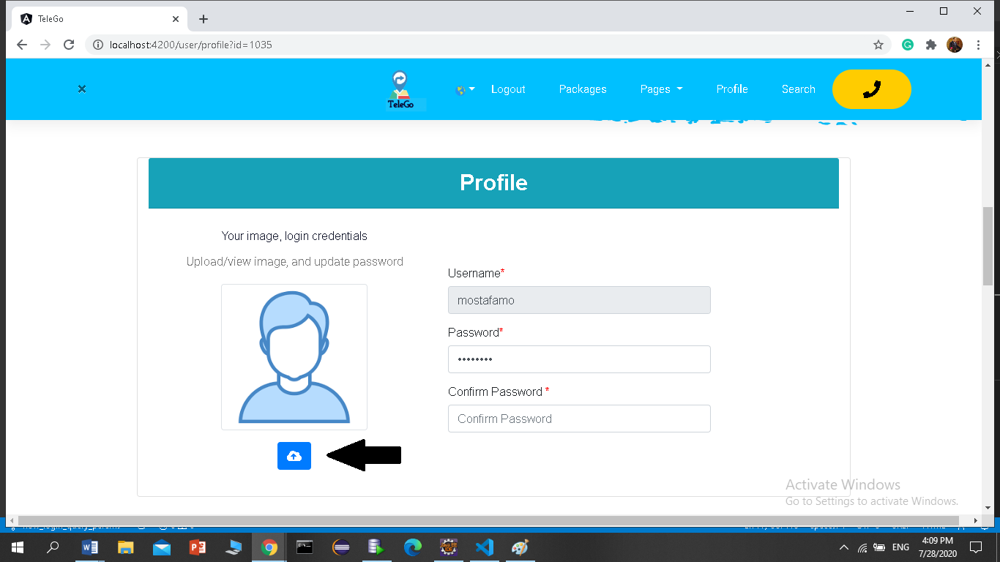 TeleGo
localhost:4200/user/profile?id=1035
TeleGo
Logout
Packages
Pages
Profile
Search
Profile
Your image, login credentials
Upload/view image, and update password
Username*
mostafamo
Password*
Confirm Password *
Confirm Password
Activate Windows
Go to Settings to activate Windows.
ENG
4:09 PM
7/28/2020